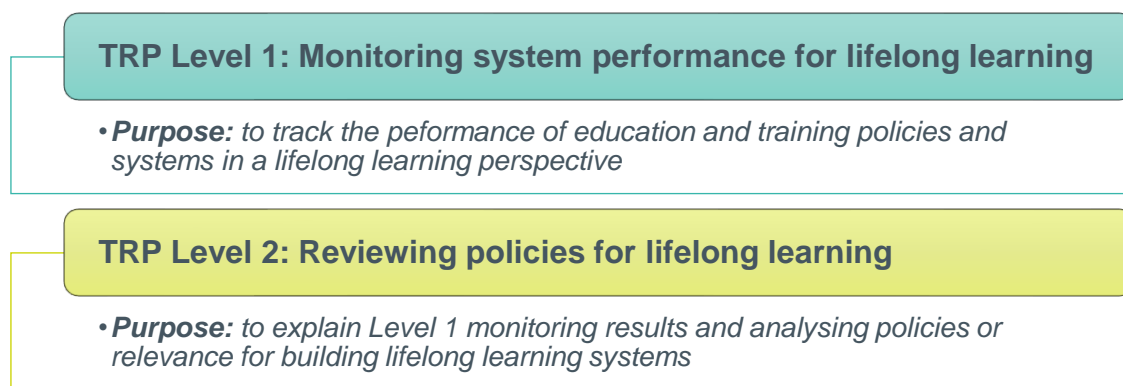 TRP Level 1: Monitoring system performance for lifelong learning
• Purpose: to track the peformance of education and training policies and
systems in a lifelong learning perspective
TRP Level 2: Reviewing policies for lifelong learning
• Purpose: to explain Level 1 monitoring results and analysing policies or
relevance for building lifelong learning systems